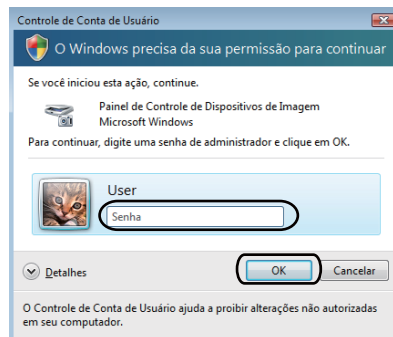 Controle de Conta de Usuário
O Windows precisa da sua permissão para continuar
Se você iniciou esta ação, continue.
Painel de Controle de Dispositivos de Imagem
Microsoft Windows
Para continuar, digite uma senha de administrador e clique em OK.
User
Senha
Detalhes
OK
Cancelar
O Controle de Conta de Usuário ajuda a proibir alterações não autorizadas
em seu computador.